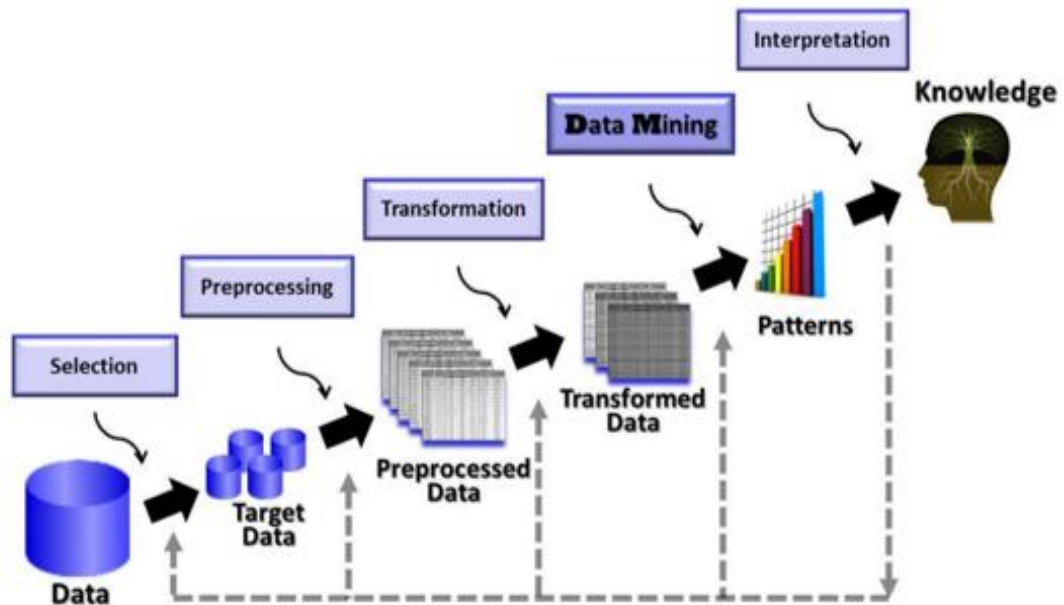 Interpretation
Knowledge
Data Mining
Transformation
Preprocessing
Patterns
Selection
Transformed
Data
Preprocessed
Data
Target
Data
Data